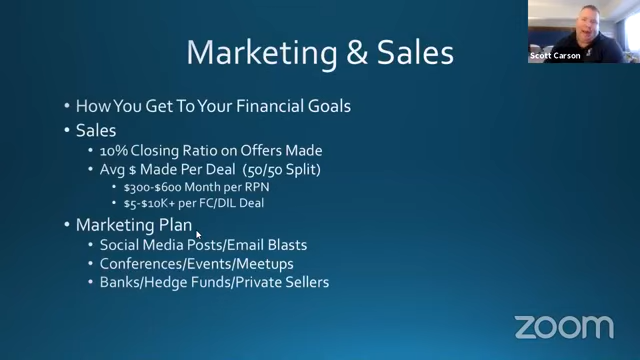 Marketing & Sales
Scott Carson
• How You Get To Your Financial Goals
• Sales
• 10% Closing Ratio on Offers Made
• Avg $ Made Per Deal (50/50 Split)
• $300-$600 Month per RPN
• $5-$10K+ per FC/DIL Deal
• Marketing Plan
• Social Media Posts/Email Blasts
• Conferences/Events/Meetups
• Banks/Hedge Funds/Private Sellers
zoom